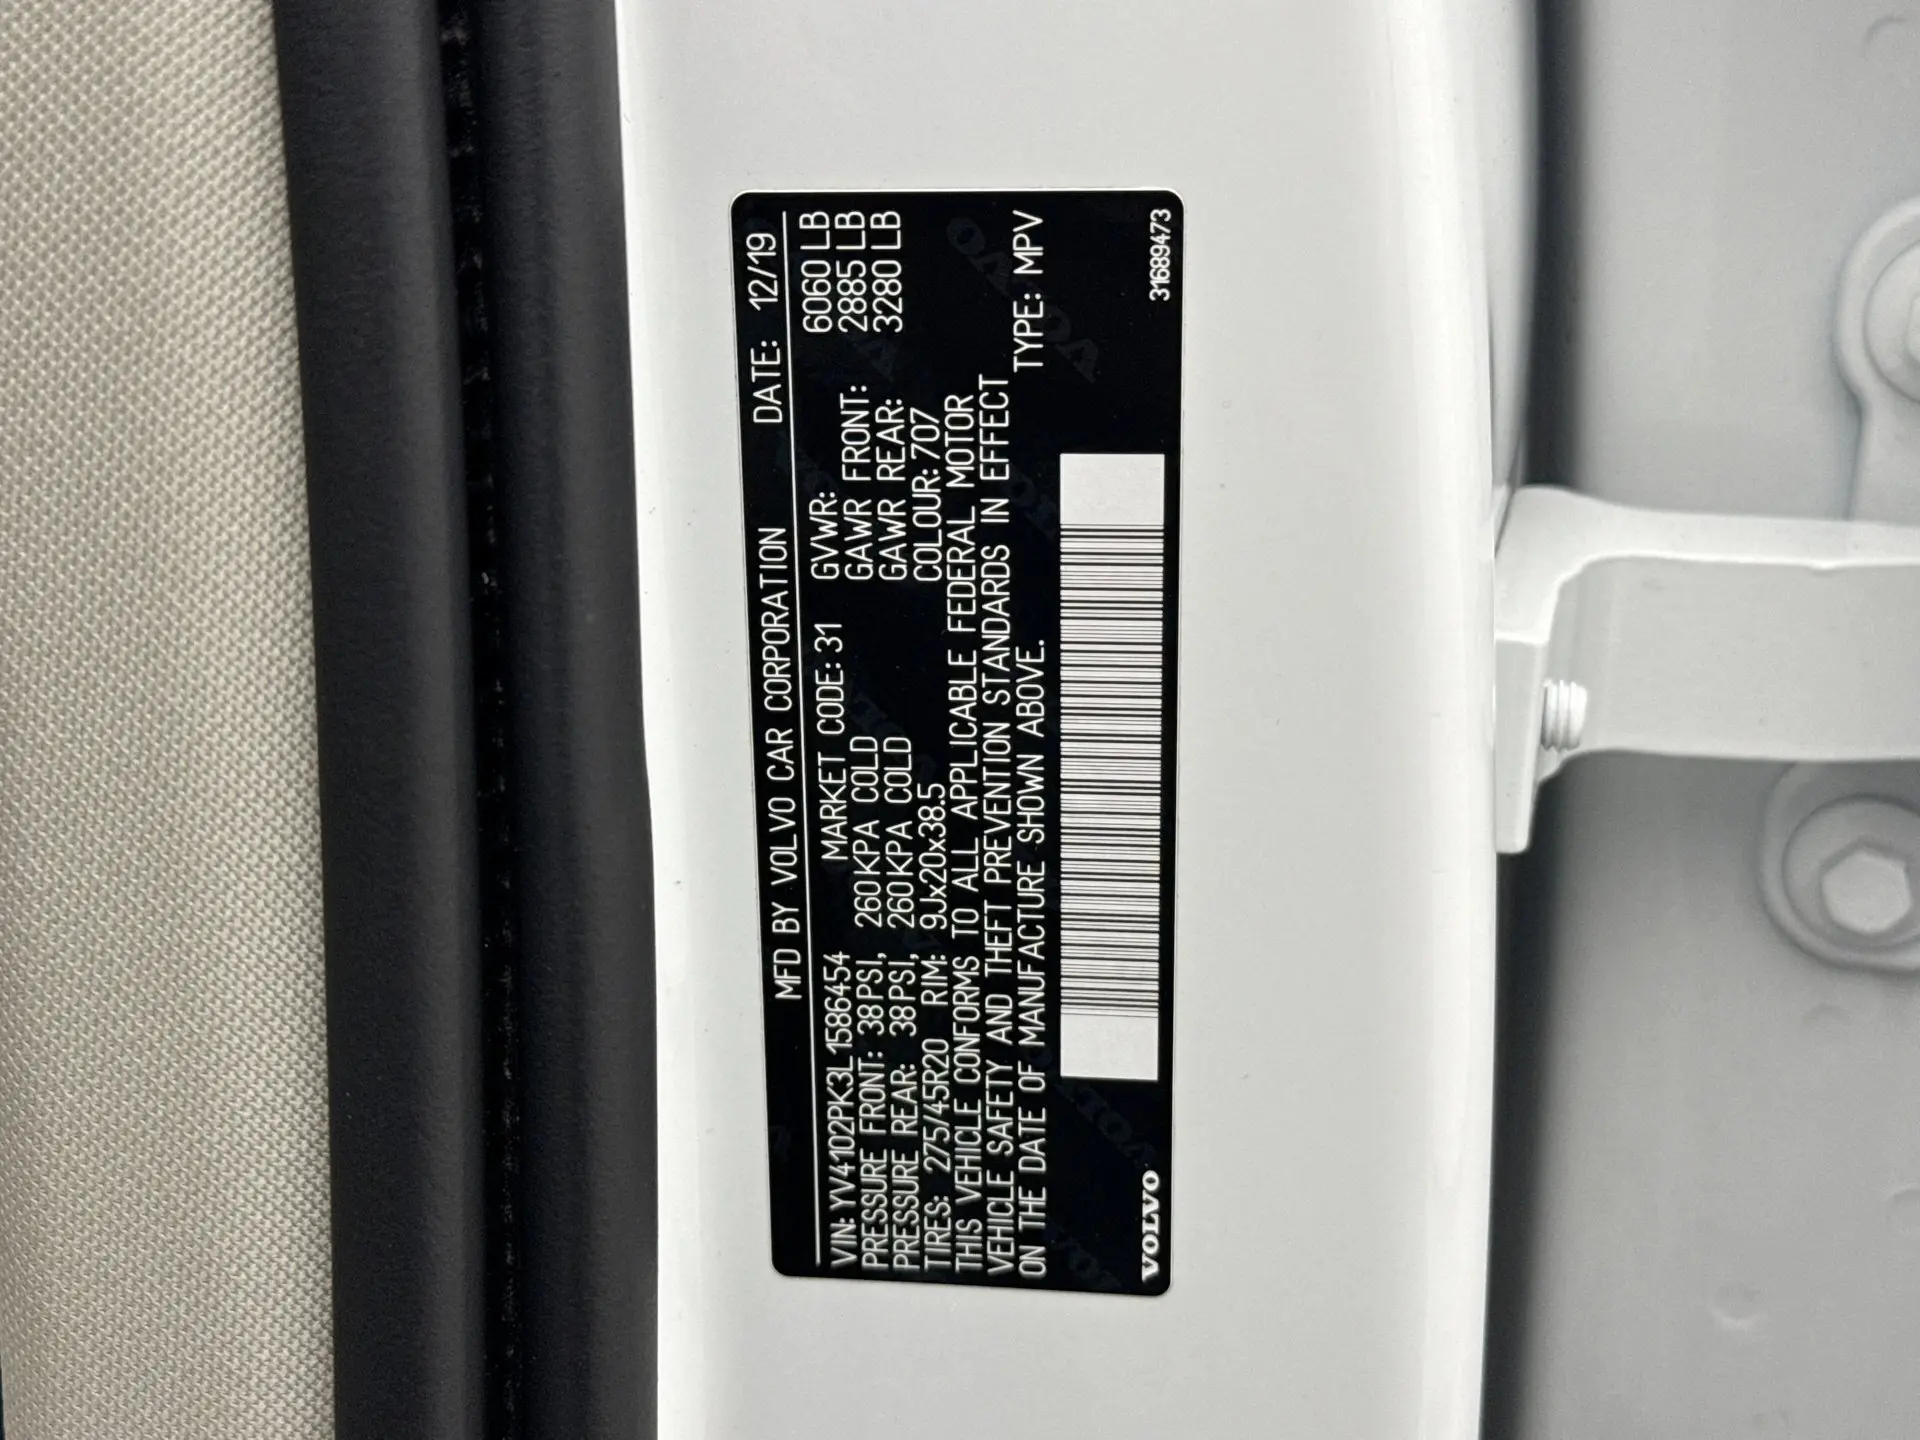 MFD BY VOLVO CAR CORPORATION DATE: 12/19
VIN: YV4102PK3L1586454 MARKET CODE: 31 GVWR: 6060 LB
PRESSURE FRONT: 38PSI, 260KPA COLD GAWR FRONT: 2885 LB
PRESSURE REAR: 38PSI, 260KPA COLD GAWR REAR: 3280 LB
TIRES: 275/45R20 RIM: 9Jx20x38.5 COLOUR: 707
THIS VEHICLE CONFORMS TO ALL APPLICABLE FEDERAL MOTOR
VEHICLE SAFETY AND THEFT PREVENTION STANDARDS IN EFFECT
ON THE DATE OF MANUFACTURE SHOWN ABOVE. TYPE: MPV
VOLVO 31689473